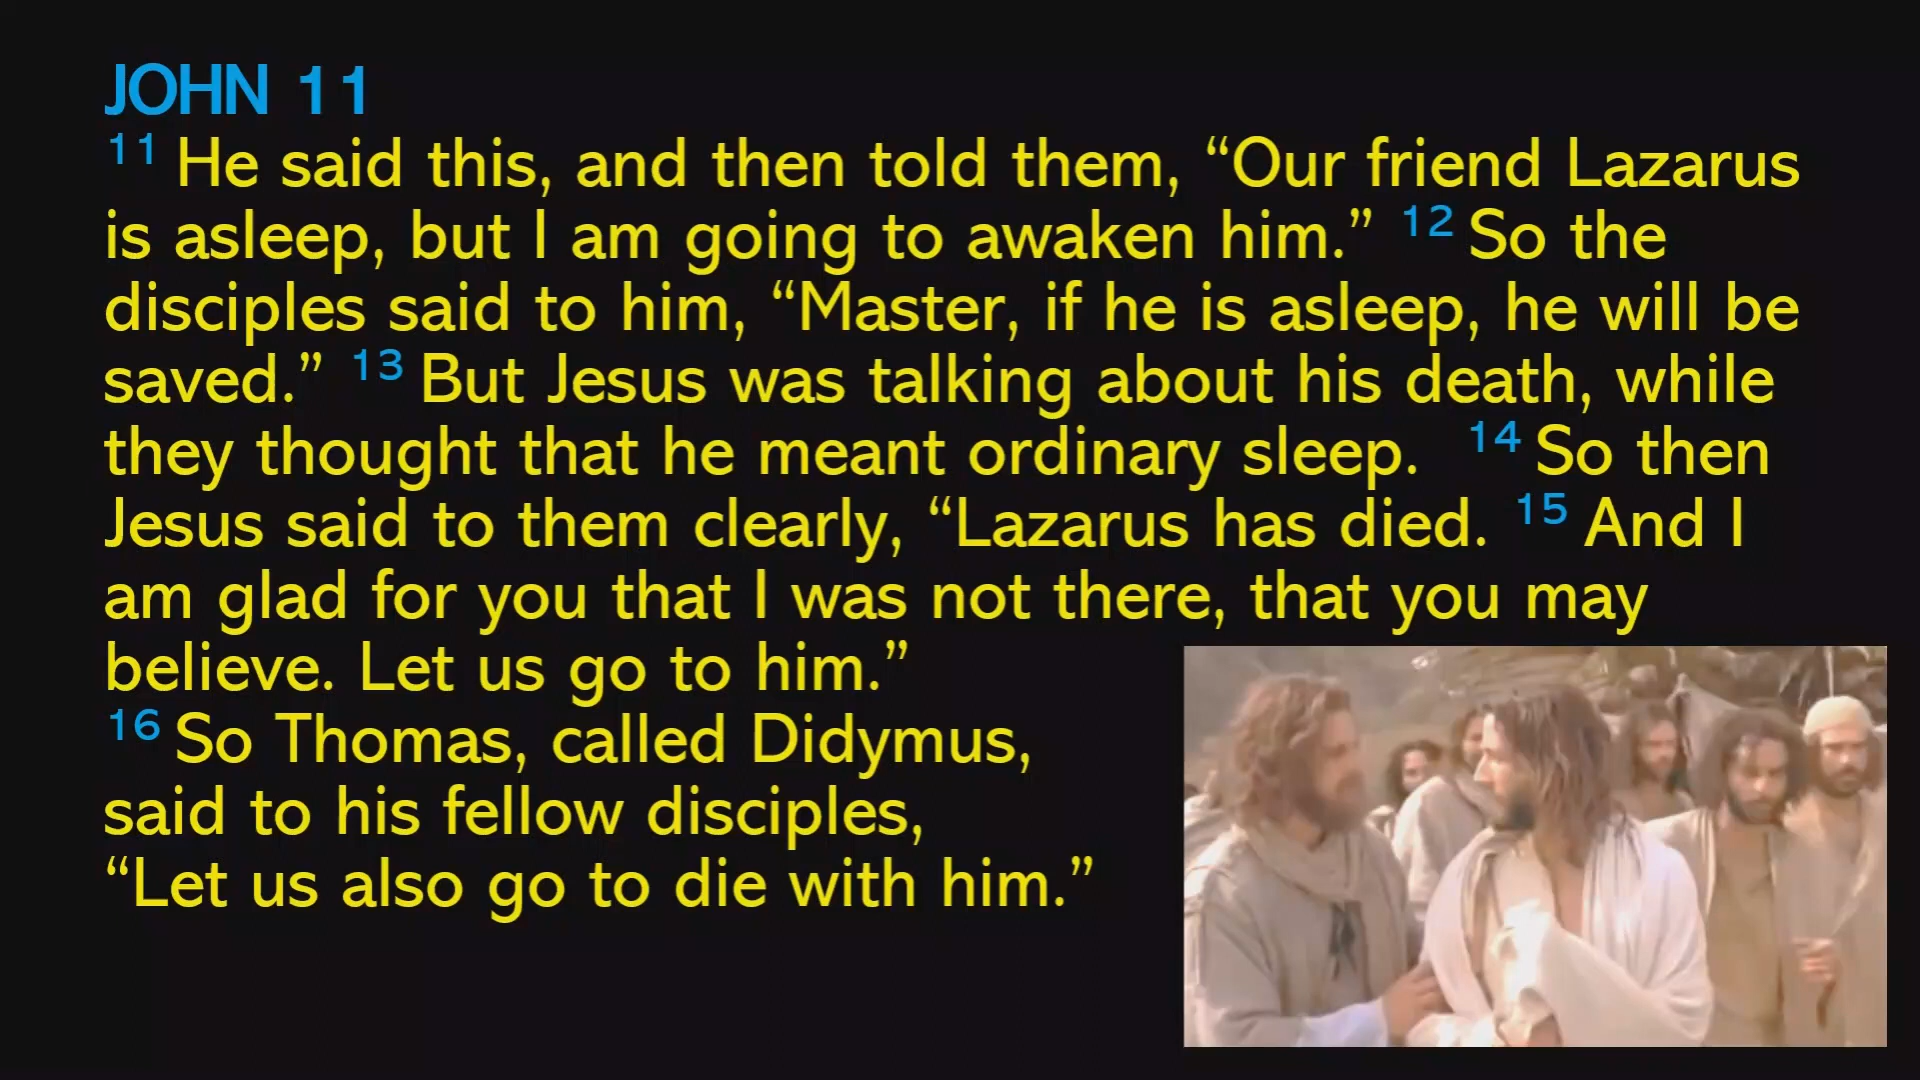 JOHN 11
11 He said this, and then told them, “Our friend Lazarus
is asleep, but I am going to awaken him.” 12 So the
disciples said to him, “Master, if he is asleep, he will be
saved.” 13 But Jesus was talking about his death, while
they thought that he meant ordinary sleep. 14 So then
Jesus said to them clearly, “Lazarus has died. 15 And I
am glad for you that I was not there, that you may
believe. Let us go to him.”
16 So Thomas, called Didymus,
said to his fellow disciples,
“Let us also go to die with him.”